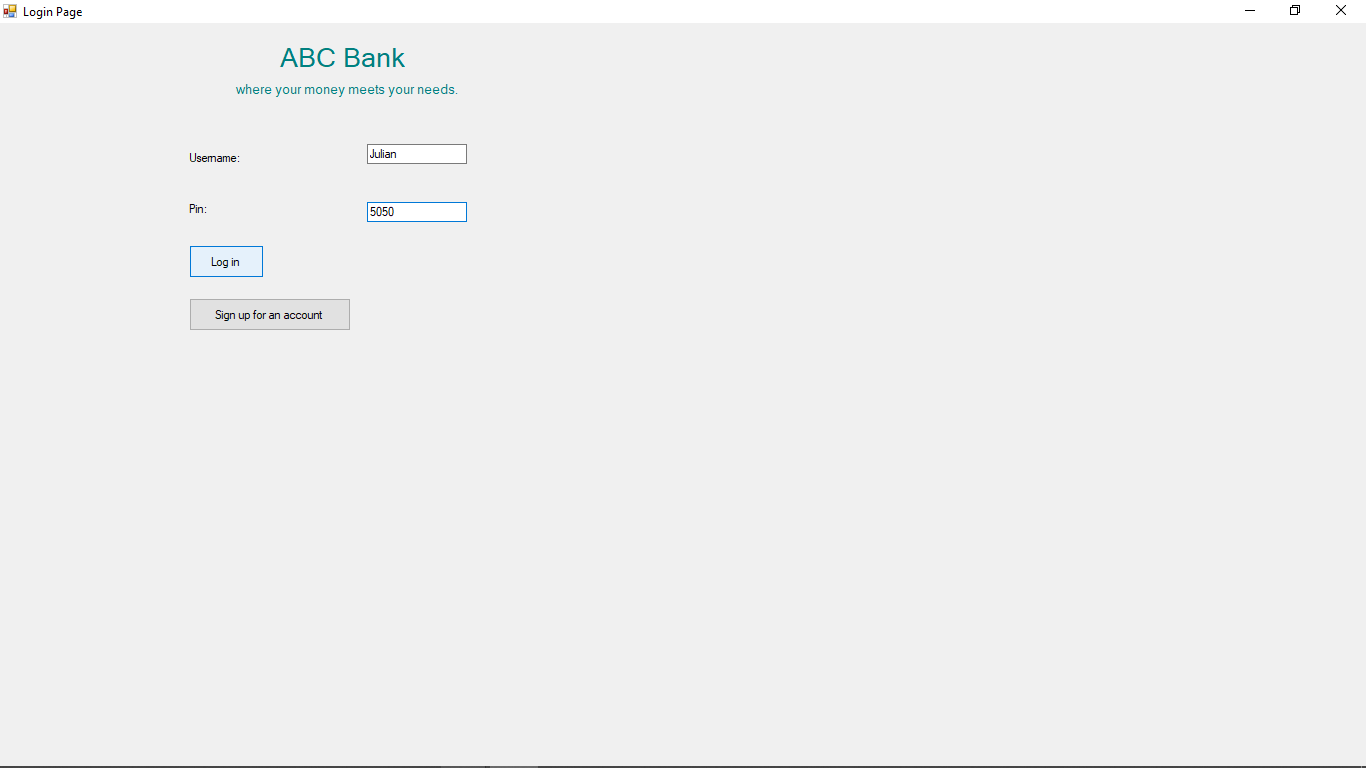 Login Page
ABC Bank
where your money meets your needs.
Username:
Julian
Pin:
5050
Log in
Sign up for an account